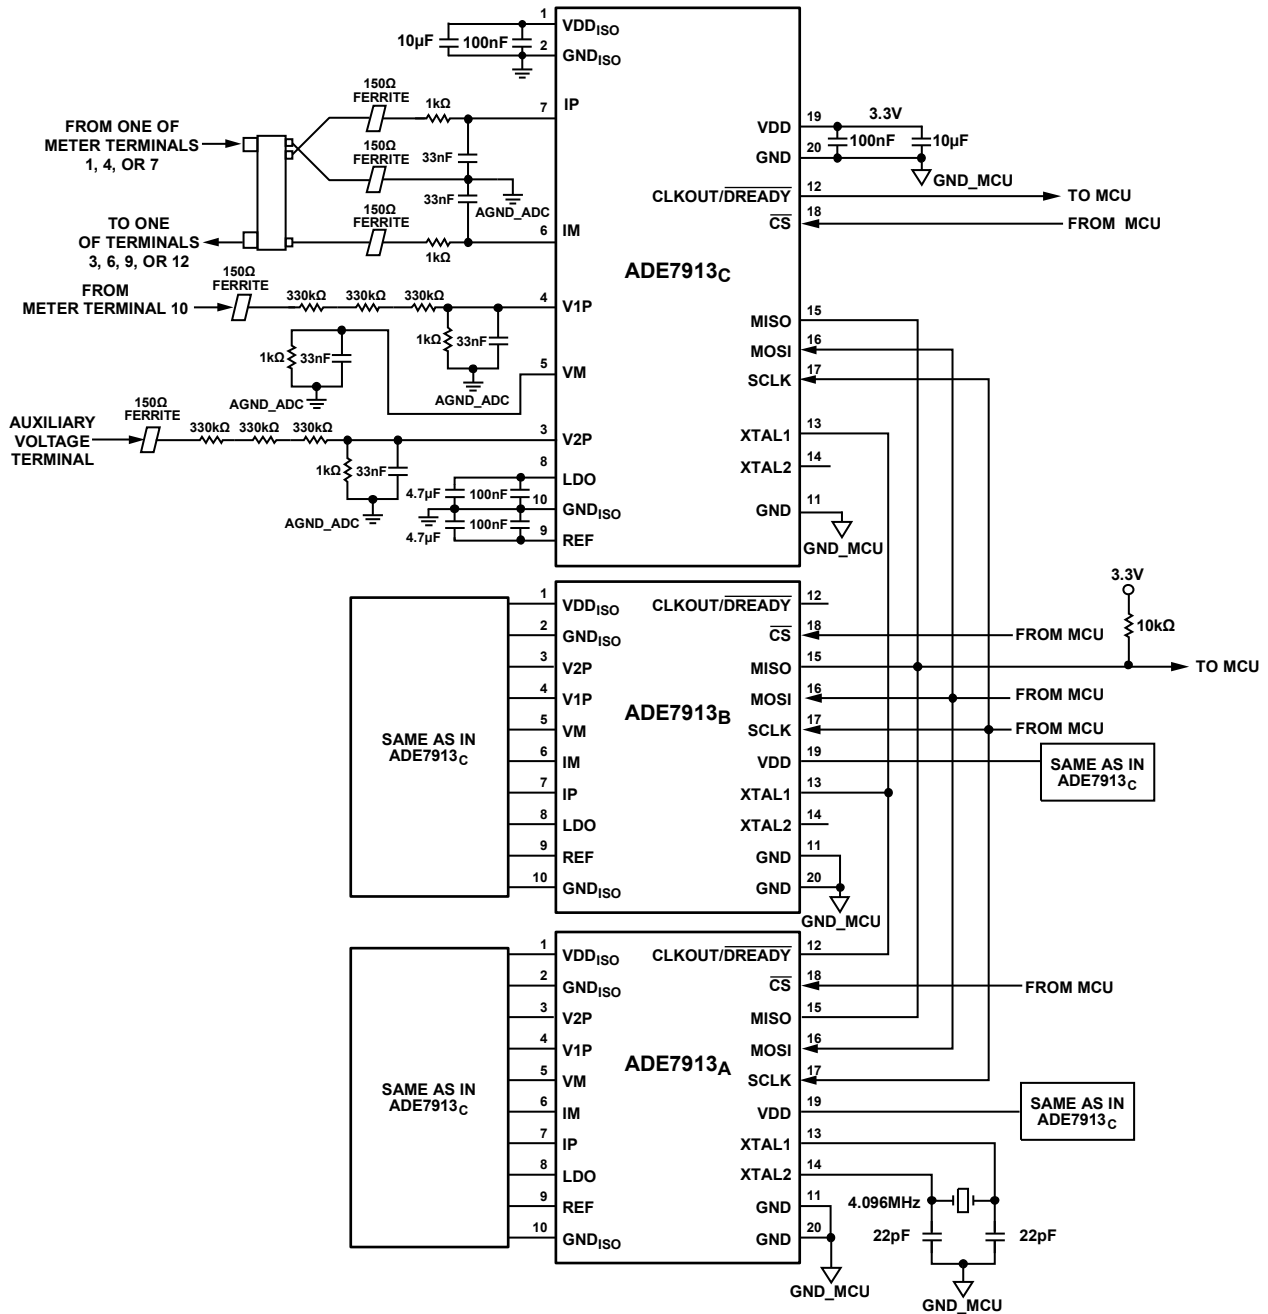 1
VDDISO
10µF
100nF
2
GNDISO
150Ω
FERRITE
1kΩ
7
IP
FROM ONE OF
METER TERMINALS
1, 4, OR 7
150Ω
FERRITE
33nF
33nF
AGND_ADC
150Ω
FERRITE
TO ONE
OF TERMINALS
3, 6, 9, OR 12
1kΩ
6
IM
FROM
METER TERMINAL 10
150Ω
FERRITE
330kΩ
330kΩ
330kΩ
4
V1P
1kΩ
33nF
AGND_ADC
1kΩ
33nF
AGND_ADC
5
VM
AUXILIARY
VOLTAGE
TERMINAL
150Ω
FERRITE
330kΩ
330kΩ
330kΩ
3
V2P
1kΩ
33nF
AGND_ADC
8
LDO
4.7µF
100nF
10
GNDISO
4.7µF
100nF
9
REF
ADE7913C
VDD
19
3.3V
100nF
10µF
GND
20
GND_MCU
CLKOUT/DREADY
12
TO MCU
CS
18
FROM MCU
MISO
15
MOSI
16
SCLK
17
XTAL1
13
XTAL2
14
GND
11
GND_MCU
SAME AS IN
ADE7913C
1
VDDISO
2
GNDISO
3
V2P
4
V1P
5
VM
6
IM
7
IP
8
LDO
9
REF
10
GNDISO
ADE7913B
CLKOUT/DREADY
12
CS
18
FROM MCU
MISO
15
3.3V
10kΩ
TO MCU
MOSI
16
FROM MCU
SCLK
17
FROM MCU
VDD
19
SAME AS IN
ADE7913C
XTAL1
13
XTAL2
14
GND
11
GND
20
GND_MCU
SAME AS IN
ADE7913C
1
VDDISO
2
GNDISO
3
V2P
4
V1P
5
VM
6
IM
7
IP
8
LDO
9
REF
10
GNDISO
ADE7913A
CLKOUT/DREADY
12
CS
18
FROM MCU
MISO
15
MOSI
16
SCLK
17
VDD
19
SAME AS IN
ADE7913C
XTAL1
13
XTAL2
14
GND
11
GND
20
GND_MCU
4.096MHz
22pF
22pF
GND_MCU